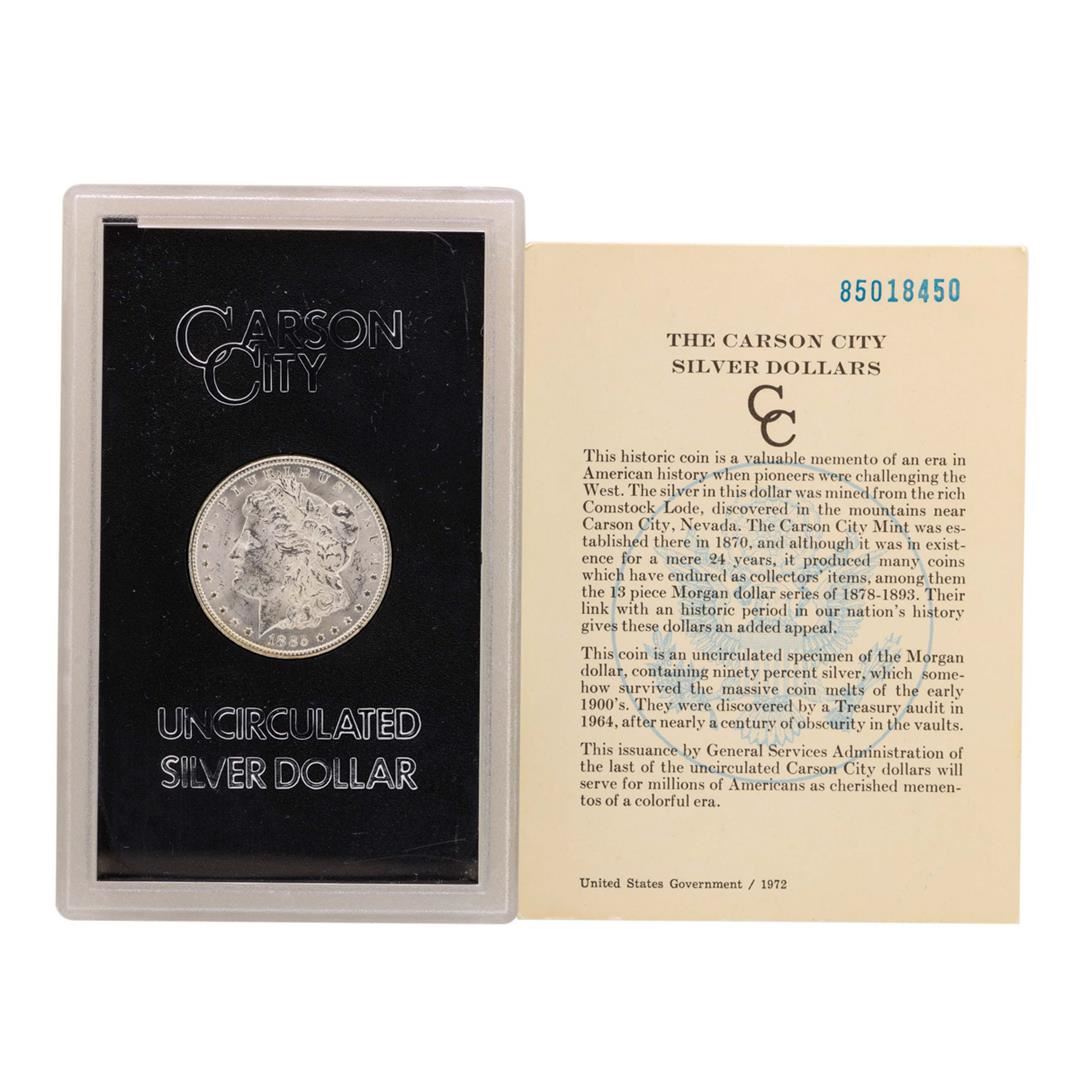 CARSON
CITY
E PLURIBUS UNUM
1885
UNCIRCULATED
SILVER DOLLAR
85018450
THE CARSON CITY
SILVER DOLLARS
CC
This historic coin is a valuable memento of an era in
American history when pioneers were challenging the
West. The silver in this dollar was mined from the rich
Comstock Lode, discovered in the mountains near
Carson City, Nevada. The Carson City Mint was es-
tablished there in 1870, and although it was in exist-
ence for a mere 24 years, it produced many coins
which have endured as collectors' items, among them
the 13 piece Morgan dollar series of 1878-1893. Their
link with an historic period in our nation's history
gives these dollars an added appeal.
This coin is an uncirculated specimen of the Morgan
dollar, containing ninety percent silver, which some-
how survived the massive coin melts of the early
1900's. They were discovered by a Treasury audit in
1964, after nearly a century of obscurity in the vaults.
This issuance by General Services Administration of
the last of the uncirculated Carson City dollars will
serve for millions of Americans as cherished memen-
tos of a colorful era.
United States Government / 1972